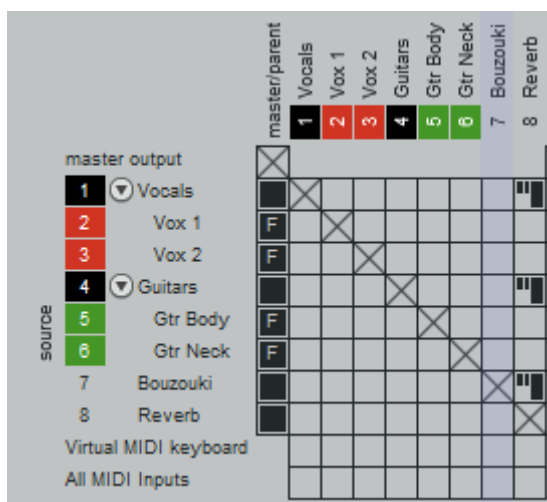 master/parent
1 Vocals
2 Vox 1
3 Vox 2
4 Guitars
5 Gtr Body
6 Gtr Neck
7 Bouzouki
8 Reverb
source
master output
1 Vocals
2 Vox 1 F
3 Vox 2 F
4 Guitars
5 Gtr Body F
6 Gtr Neck F
7 Bouzouki
8 Reverb
Virtual MIDI keyboard
All MIDI Inputs